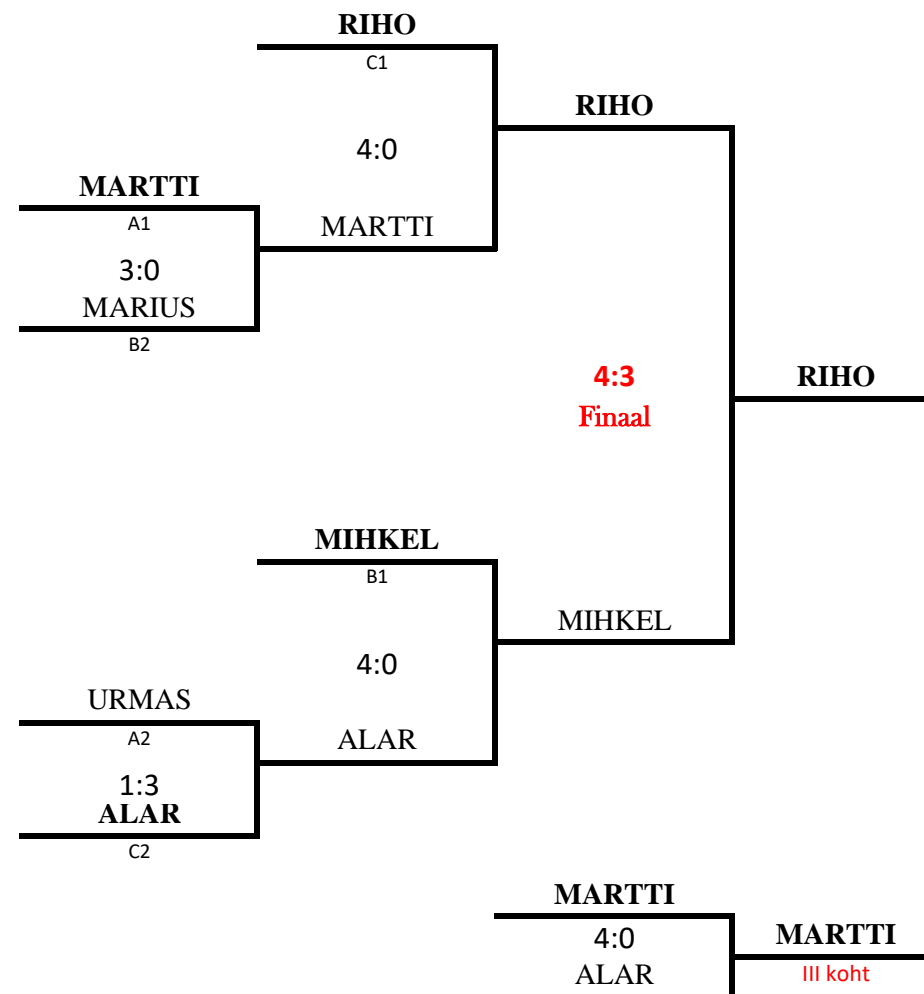 RIHO
C1
RIHO
4:0
MARTTI
A1
MARTTI
3:0
MARIUS
B2
4:3
RIHO
Finaal
MIHKEL
B1
MIHKEL
4:0
URMAS
A2
ALAR
1:3
ALAR
C2
MARTTI
4:0
MARTTI
ALAR
III koht